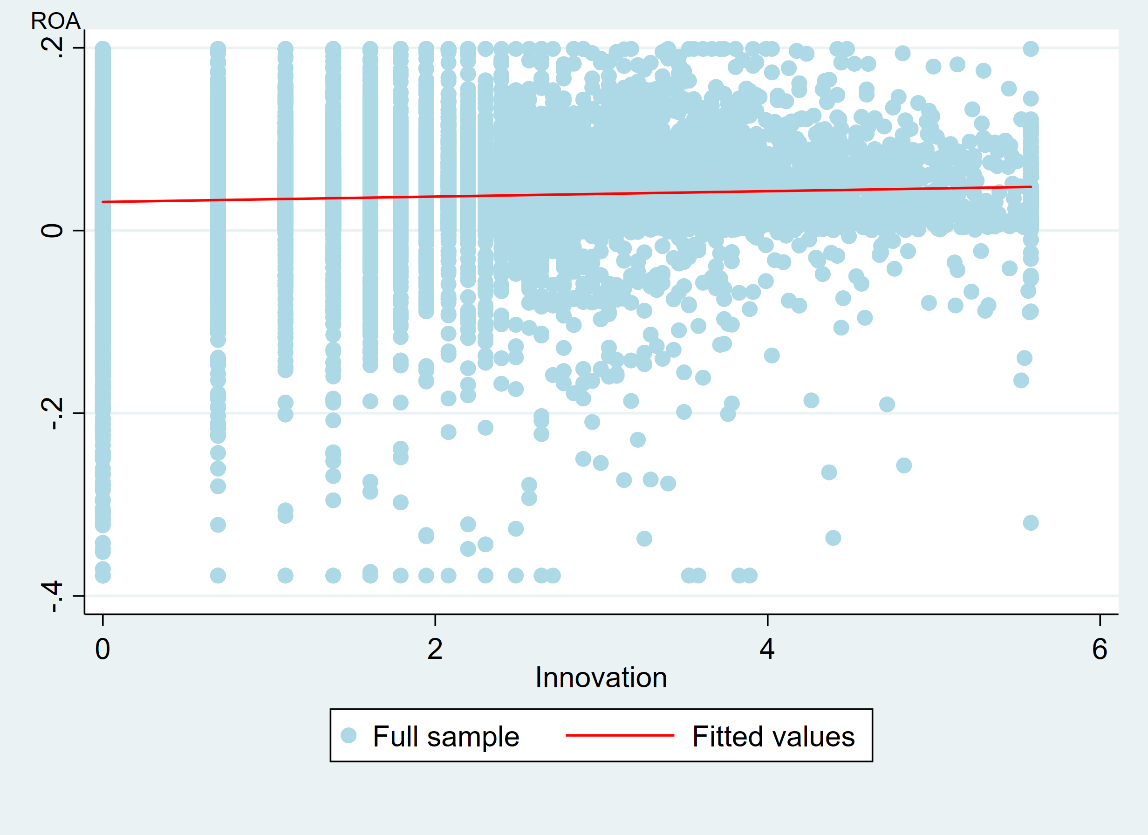 ROA
.2
0
-.2
-.4
0 2 4 6
Innovation
Full sample Fitted values